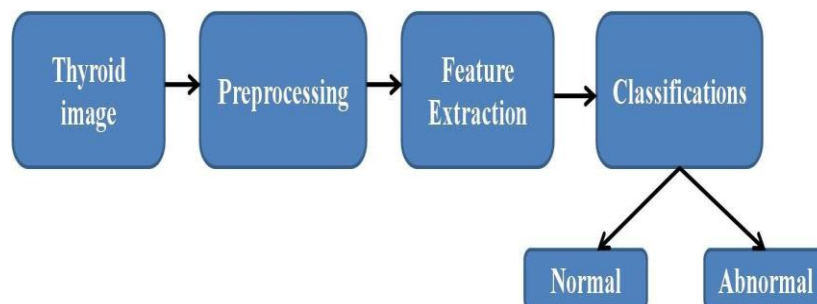 Thyroid
image
Preprocessing
Feature
Extraction
Classifications
Normal
Abnormal